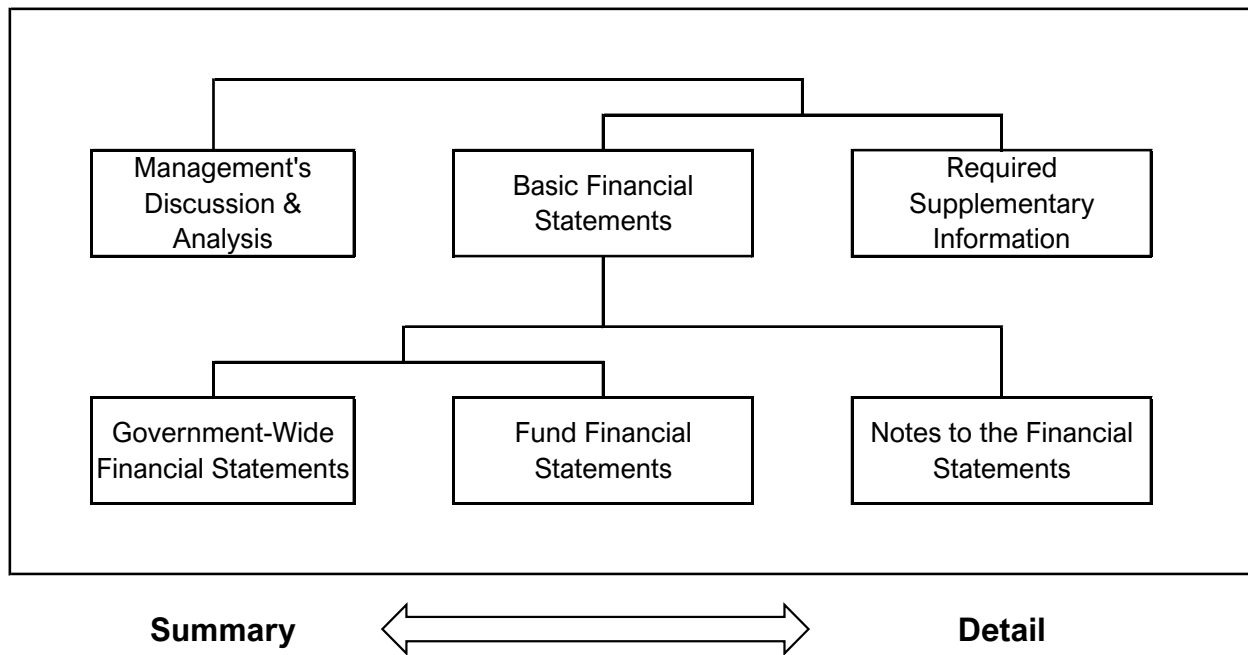 Management's
Discussion &
Analysis
Basic Financial
Statements
Required
Supplementary
Information
Government-Wide
Financial Statements
Fund Financial
Statements
Notes to the Financial
Statements
Summary
Detail